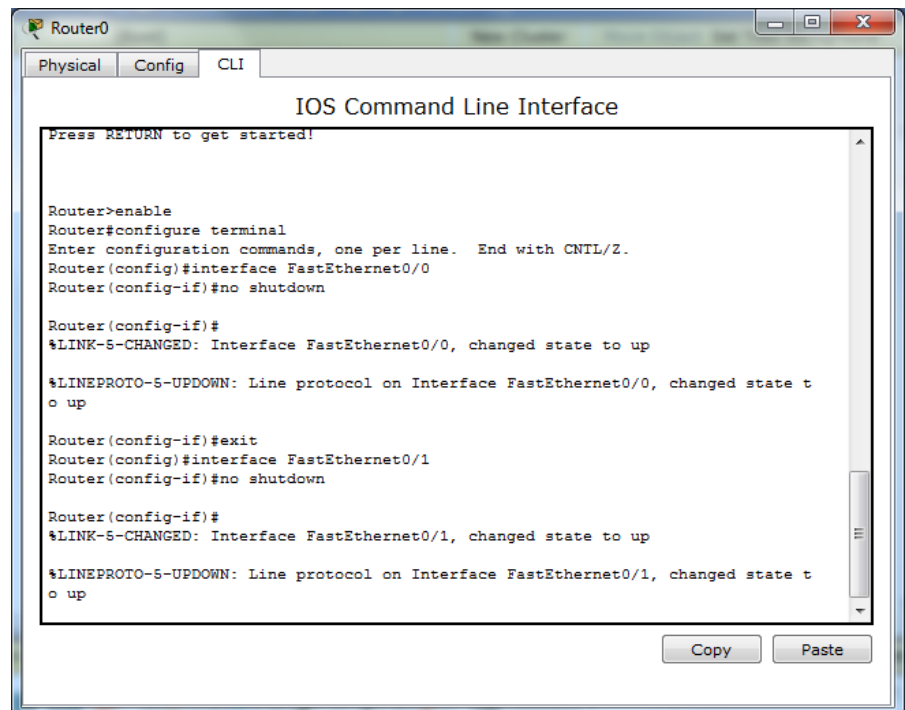 Router0
Physical Config CLI
IOS Command Line Interface
Press RETURN to get started!
Router>enable
Router#configure terminal
Enter configuration commands, one per line.  End with CNTL/Z.
Router(config)#interface FastEthernet0/0
Router(config-if)#no shutdown
Router(config-if)#
%LINK-5-CHANGED: Interface FastEthernet0/0, changed state to up
%LINEPROTO-5-UPDOWN: Line protocol on Interface FastEthernet0/0, changed state t
o up
Router(config-if)#exit
Router(config)#interface FastEthernet0/1
Router(config-if)#no shutdown
Router(config-if)#
%LINK-5-CHANGED: Interface FastEthernet0/1, changed state to up
%LINEPROTO-5-UPDOWN: Line protocol on Interface FastEthernet0/1, changed state t
o up
Copy Paste